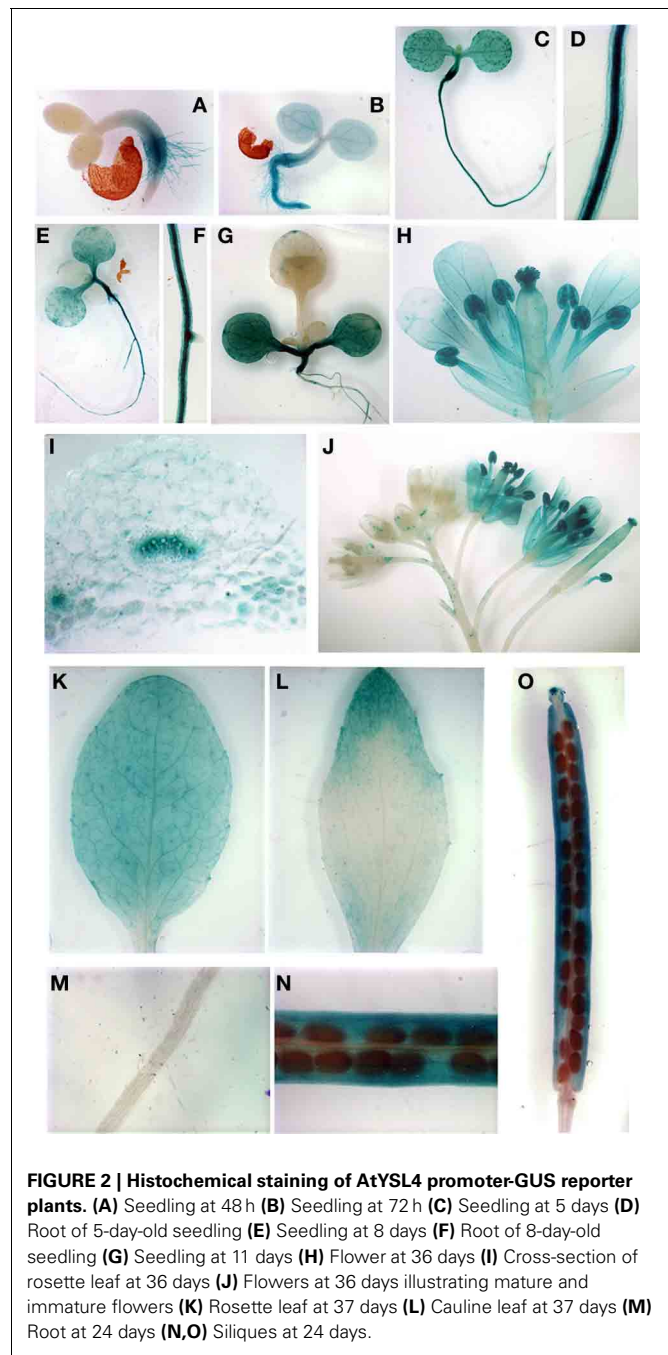 A
B
C
D
E
F
G
H
I
J
K
L
O
M
N
FIGURE 2 | Histochemical staining of AtYSL4 promoter-GUS reporter
plants. (A) Seedling at 48 h (B) Seedling at 72 h (C) Seedling at 5 days (D)
Root of 5-day-old seedling (E) Seedling at 8 days (F) Root of 8-day-old
seedling (G) Seedling at 11 days (H) Flower at 36 days (I) Cross-section of
rosette leaf at 36 days (J) Flowers at 36 days illustrating mature and
immature flowers (K) Rosette leaf at 37 days (L) Cauline leaf at 37 days (M)
Root at 24 days (N,O) Siliques at 24 days.